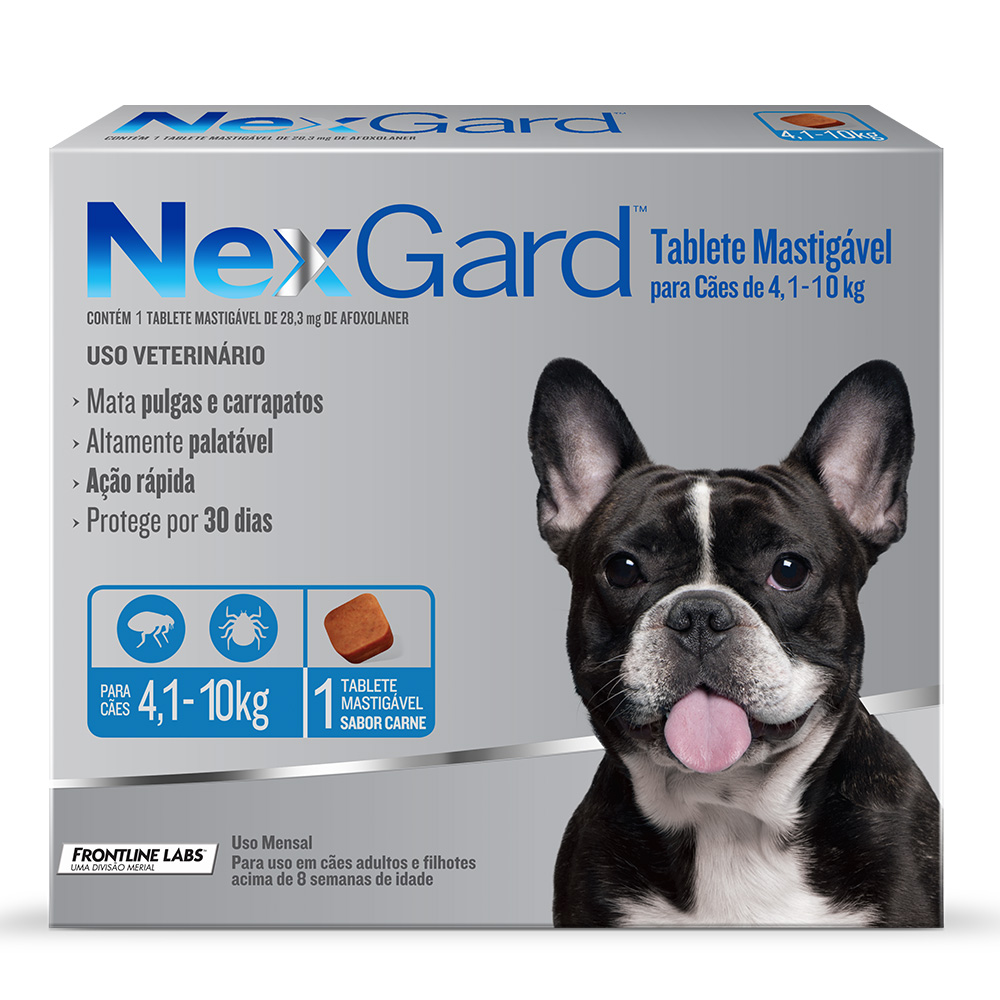 NexGard™
CONTÉM 1 TABLETE MASTIGÁVEL DE 28,3 mg DE AFOXOLANER
4,1-10kg
NexGard™
Tablete Mastigável
para Cães de 4,1-10 kg
CONTÉM 1 TABLETE MASTIGÁVEL DE 28,3 mg DE AFOXOLANER
USO VETERINÁRIO
› Mata pulgas e carrapatos
› Altamente palatável
› Ação rápida
› Protege por 30 dias
PARA
CÃES
4,1-10kg
1
TABLETE
MASTIGÁVEL
SABOR CARNE
FRONTLINE LABS™
UMA DIVISÃO MERIAL
Uso Mensal
Para uso em cães adultos e filhotes
acima de 8 semanas de idade